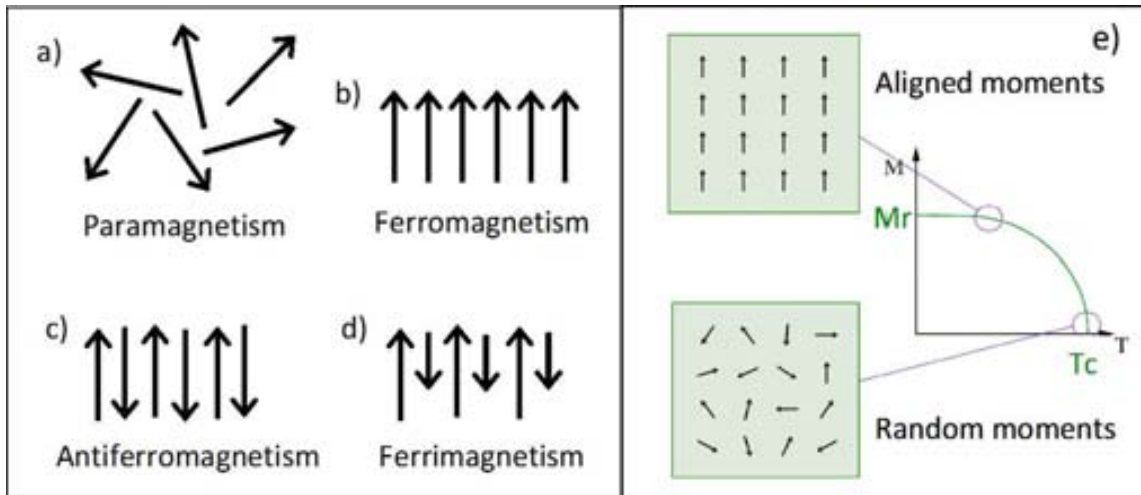 a)
Paramagnetism
b)
Ferromagnetism
c)
Antiferromagnetism
d)
Ferrimagnetism
e)
Aligned moments
M
Mr
T
Tc
Random moments